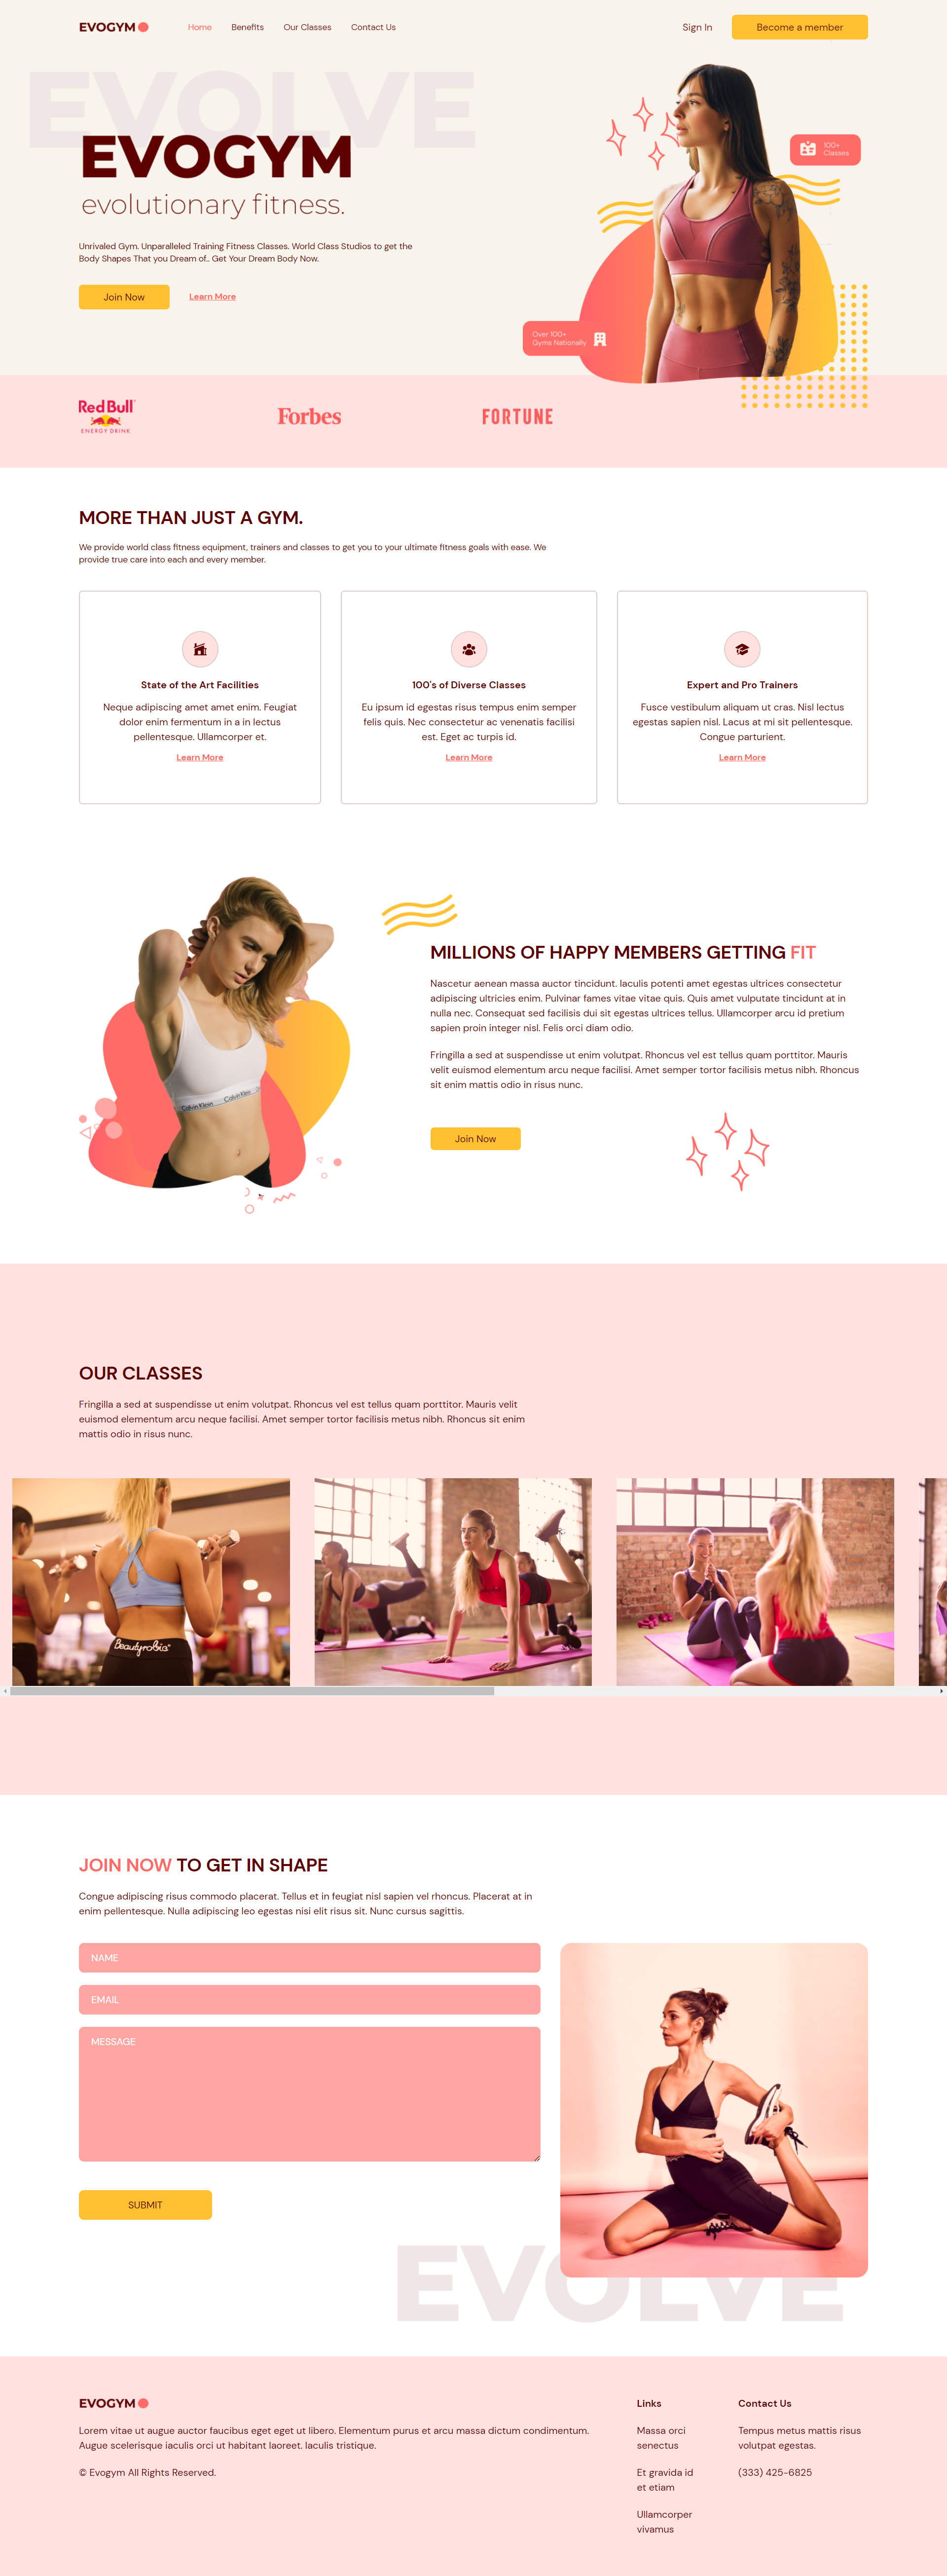 EVOGYM
Home
Benefits
Our Classes
Contact Us
Sign In
Become a member
EVOLVE
EVOGYM
evolutionary fitness.
100+
Classes
Unrivaled Gym. Unparalleled Training Fitness Classes. World Class Studios to get the
Body Shapes That you Dream of.. Get Your Dream Body Now.
Join Now
Learn More
Over 100+
Gyms Nationally
Red Bull
ENERGY DRINK
Forbes
FORTUNE
MORE THAN JUST A GYM.
We provide world class fitness equipment, trainers and classes to get you to your ultimate fitness goals with ease. We
provide true care into each and every member.
State of the Art Facilities
Neque adipiscing amet amet enim. Feugiat
dolor enim fermentum in a in lectus
pellentesque. Ullamcorper et.
Learn More
100's of Diverse Classes
Eu ipsum id egestas risus tempus enim semper
felis quis. Nec consectetur ac venenatis facilisi
est. Eget ac turpis id.
Learn More
Expert and Pro Trainers
Fusce vestibulum aliquam ut cras. Nisl lectus
egestas sapien nisl. Lacus at mi sit pellentesque.
Congue parturient.
Learn More
Calvin Klein
Calvin Klein
MILLIONS OF HAPPY MEMBERS GETTING FIT
Nascetur aenean massa auctor tincidunt. Iaculis potenti amet egestas ultrices consectetur
adipiscing ultricies enim. Pulvinar fames vitae vitae quis. Quis amet vulputate tincidunt at in
nulla nec. Consequat sed facilisis dui sit egestas ultrices tellus. Ullamcorper arcu id pretium
sapien proin integer nisl. Felis orci diam odio.
Fringilla a sed at suspendisse ut enim volutpat. Rhoncus vel est tellus quam porttitor. Mauris
velit euismod elementum arcu neque facilisi. Amet semper tortor facilisis metus nibh. Rhoncus
sit enim mattis odio in risus nunc.
Join Now
OUR CLASSES
Fringilla a sed at suspendisse ut enim volutpat. Rhoncus vel est tellus quam porttitor. Mauris velit
euismod elementum arcu neque facilisi. Amet semper tortor facilisis metus nibh. Rhoncus sit enim
mattis odio in risus nunc.
JOIN NOW TO GET IN SHAPE
Congue adipiscing risus commodo placerat. Tellus et in feugiat nisl sapien vel rhoncus. Placerat at in
enim pellentesque. Nulla adipiscing leo egestas nisi elit risus sit. Nunc cursus sagittis.
NAME
EMAIL
MESSAGE
SUBMIT
EVOLVE
EVOGYM
Lorem vitae ut augue auctor faucibus eget eget ut libero. Elementum purus et arcu massa dictum condimentum.
Augue scelerisque iaculis orci ut habitant laoreet. Iaculis tristique.
© Evogym All Rights Reserved.
Links
Massa orci
senectus
Et gravida id
et etiam
Ullamcorper
vivamus
Contact Us
Tempus metus mattis risus
volutpat egestas.
(333) 425-6825